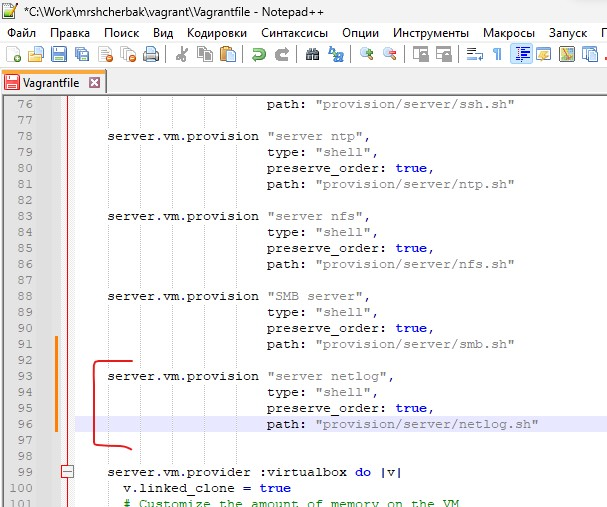 *C:\Work\mrshcherbak\vagrant\Vagrantfile - Notepad++
Файл Правка Поиск Вид Кодировки Синтаксисы Опции Инструменты Макросы Запуск
Vagrantfile
76 path: "provision/server/ssh.sh"
77
78 server.vm.provision "server ntp",
79 type: "shell",
80 preserve_order: true,
81 path: "provision/server/ntp.sh"
82
83 server.vm.provision "server nfs",
84 type: "shell",
85 preserve_order: true,
86 path: "provision/server/nfs.sh"
87
88 server.vm.provision "SMB server",
89 type: "shell",
90 preserve_order: true,
91 path: "provision/server/smb.sh"
92
93 server.vm.provision "server netlog",
94 type: "shell",
95 preserve_order: true,
96 path: "provision/server/netlog.sh"
97
98
99 server.vm.provider :virtualbox do |v|
100 v.linked_clone = true
101 # Customize the amount of memory on the VM